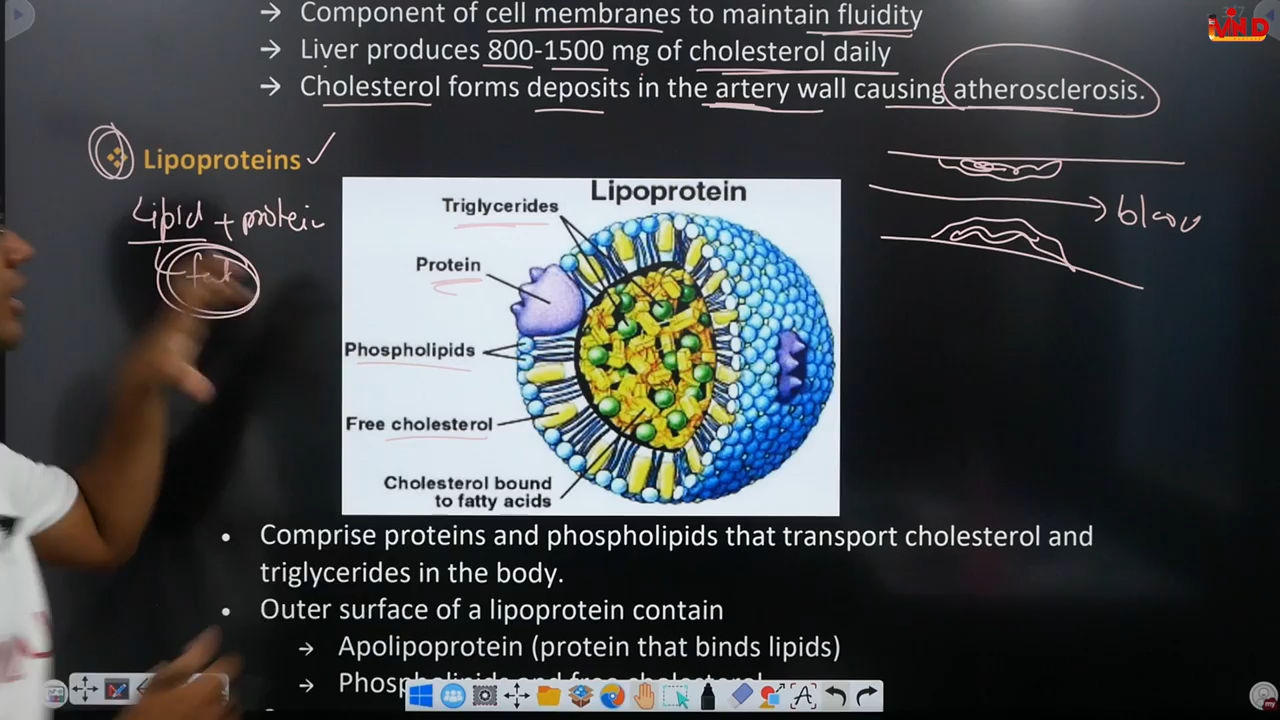 → Component of cell membranes to maintain fluidity
→ Liver produces 800-1500 mg of cholesterol daily
→ Cholesterol forms deposits in the artery wall causing atherosclerosis.
Lipoproteins ✓
Lipid + protein
fat
Lipoprotein
Triglycerides
Protein
Phospholipids
Free cholesterol
Cholesterol bound
to fatty acids
• Comprise proteins and phospholipids that transport cholesterol and
triglycerides in the body.
• Outer surface of a lipoprotein contain
→ Apolipoprotein (protein that binds lipids)